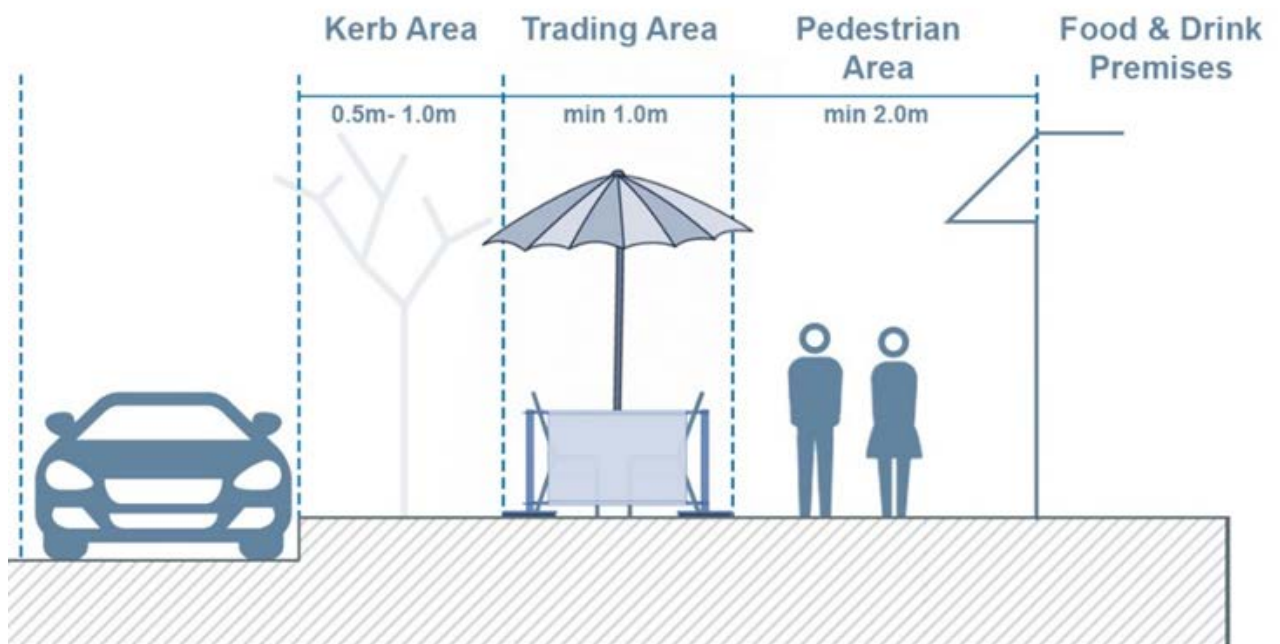 Kerb Area
Trading Area
Pedestrian
Area
Food & Drink
Premises
0.5m- 1.0m
min 1.0m
min 2.0m